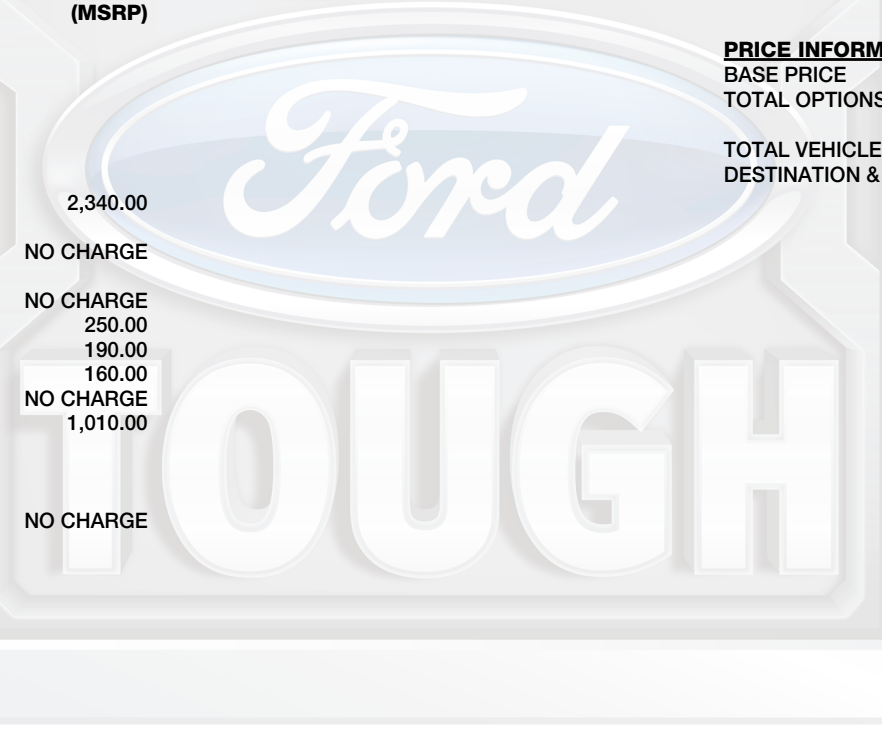 (MSRP)
2,340.00
NO CHARGE
NO CHARGE
250.00
190.00
160.00
NO CHARGE
1,010.00
NO CHARGE
PRICE INFORM
BASE PRICE
TOTAL OPTIONS
TOTAL VEHICLE
DESTINATION &
Ford
TOUGH